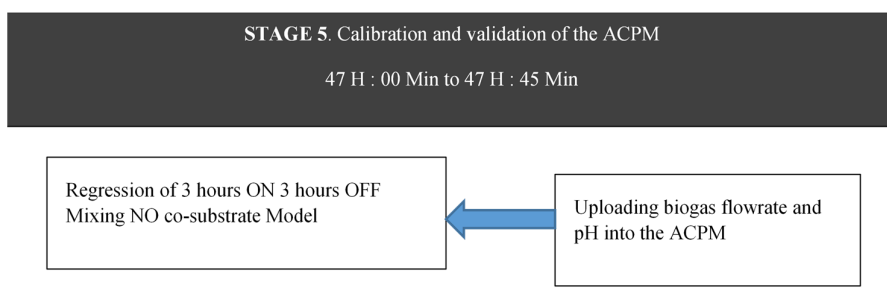 STAGE 5. Calibration and validation of the ACPM
47 H : 00 Min to 47 H : 45 Min
Regression of 3 hours ON 3 hours OFF
Mixing NO co-substrate Model
Uploading biogas flowrate and
pH into the ACPM